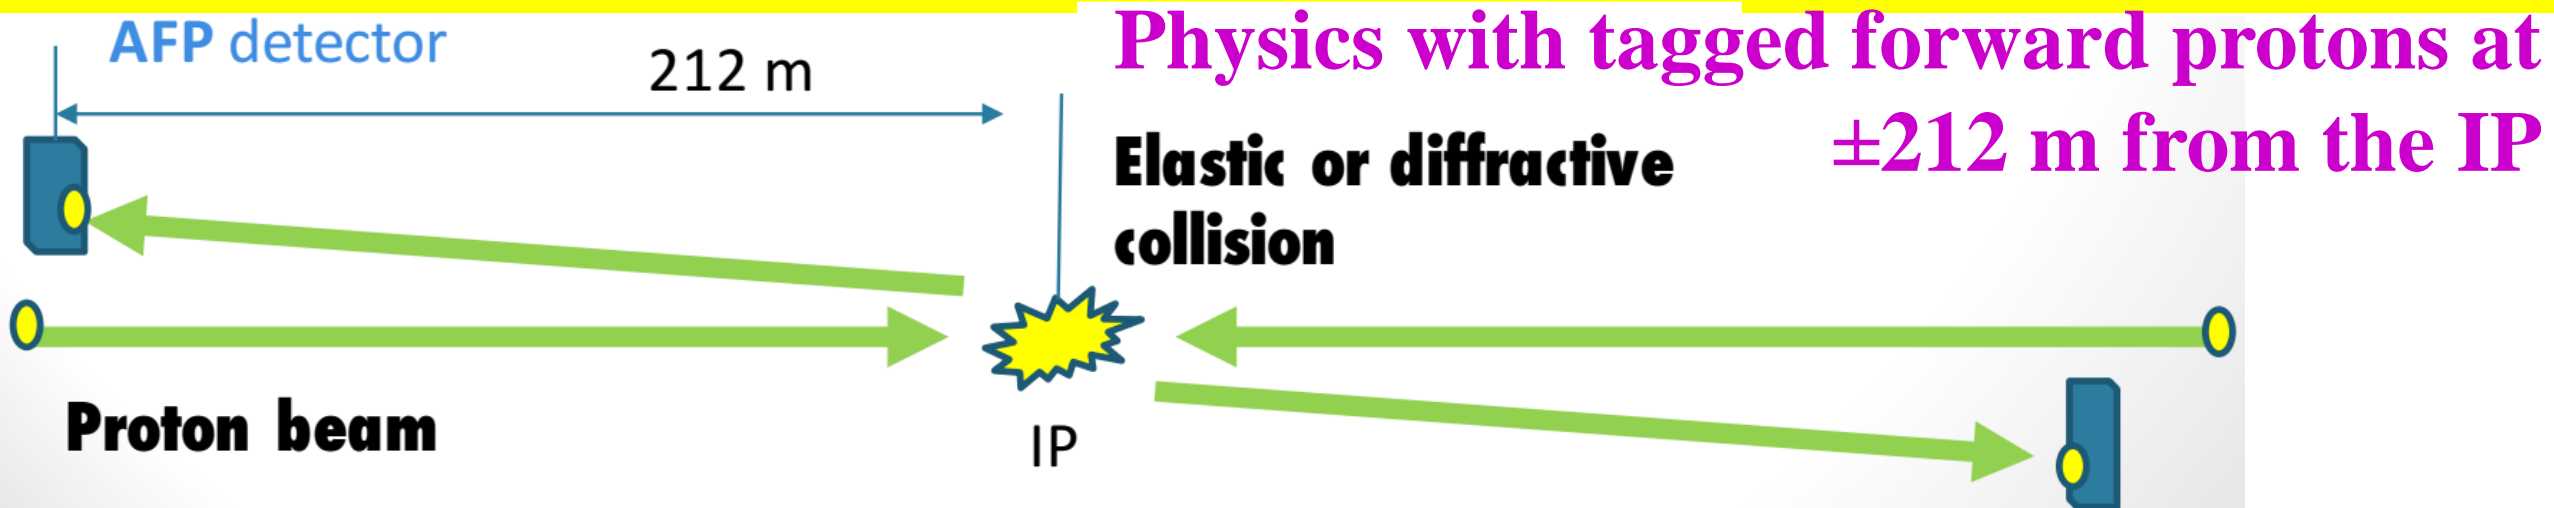 AFP detector
212 m
Physics with tagged forward protons at
±212 m from the IP
Elastic or diffractive
collision
Proton beam
IP